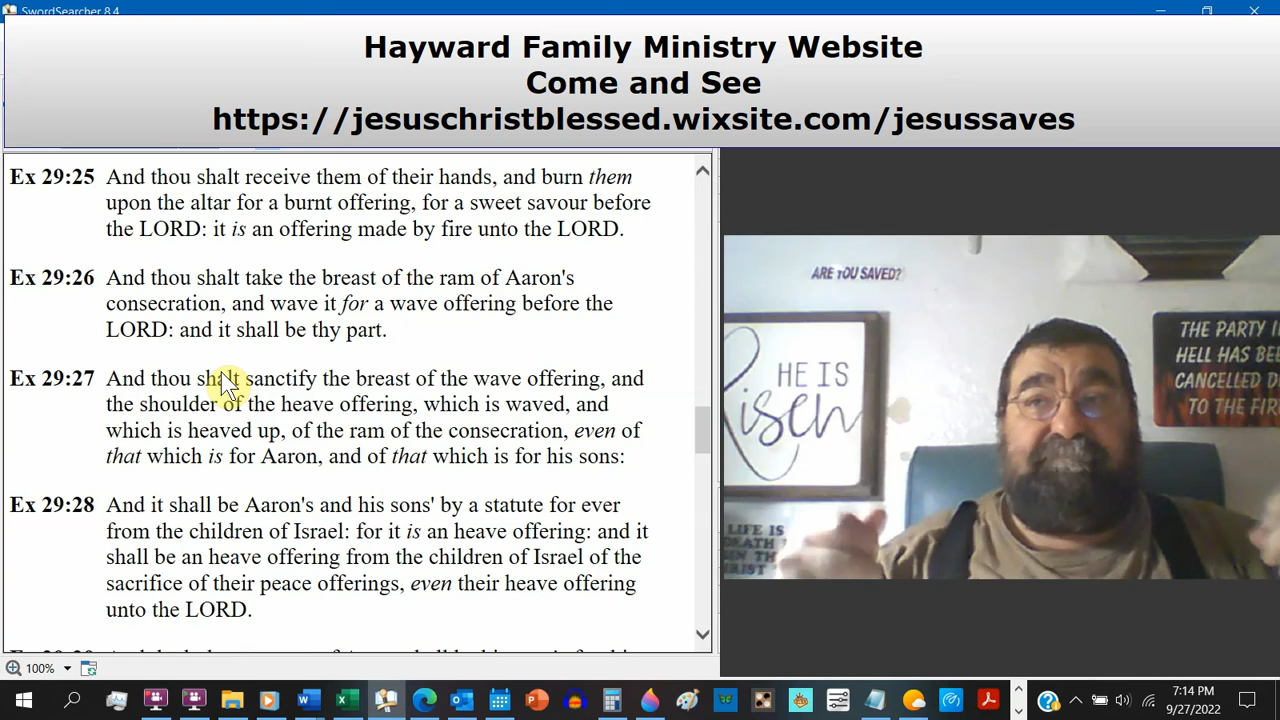 SwordSearcher 8.4
Hayward Family Ministry Website
Come and See
https://jesuschristblessed.wixsite.com/jesussaves
Ex 29:25 And thou shalt receive them of their hands, and burn them
upon the altar for a burnt offering, for a sweet savour before
the LORD: it is an offering made by fire unto the LORD.
Ex 29:26 And thou shalt take the breast of the ram of Aaron's
consecration, and wave it for a wave offering before the
LORD: and it shall be thy part.
Ex 29:27 And thou shalt sanctify the breast of the wave offering, and
the shoulder of the heave offering, which is waved, and
which is heaved up, of the ram of the consecration, even of
that which is for Aaron, and of that which is for his sons:
Ex 29:28 And it shall be Aaron's and his sons' by a statute for ever
from the children of Israel: for it is an heave offering: and it
shall be an heave offering from the children of Israel of the
sacrifice of their peace offerings, even their heave offering
unto the LORD.
100%
ARE YOU SAVED?
HE IS
Risen
THE PARTY I
HELL HAS BEE
CANCELLED D
TO THE FIR
LIFE IS
DEATH
7:14 PM
9/27/2022